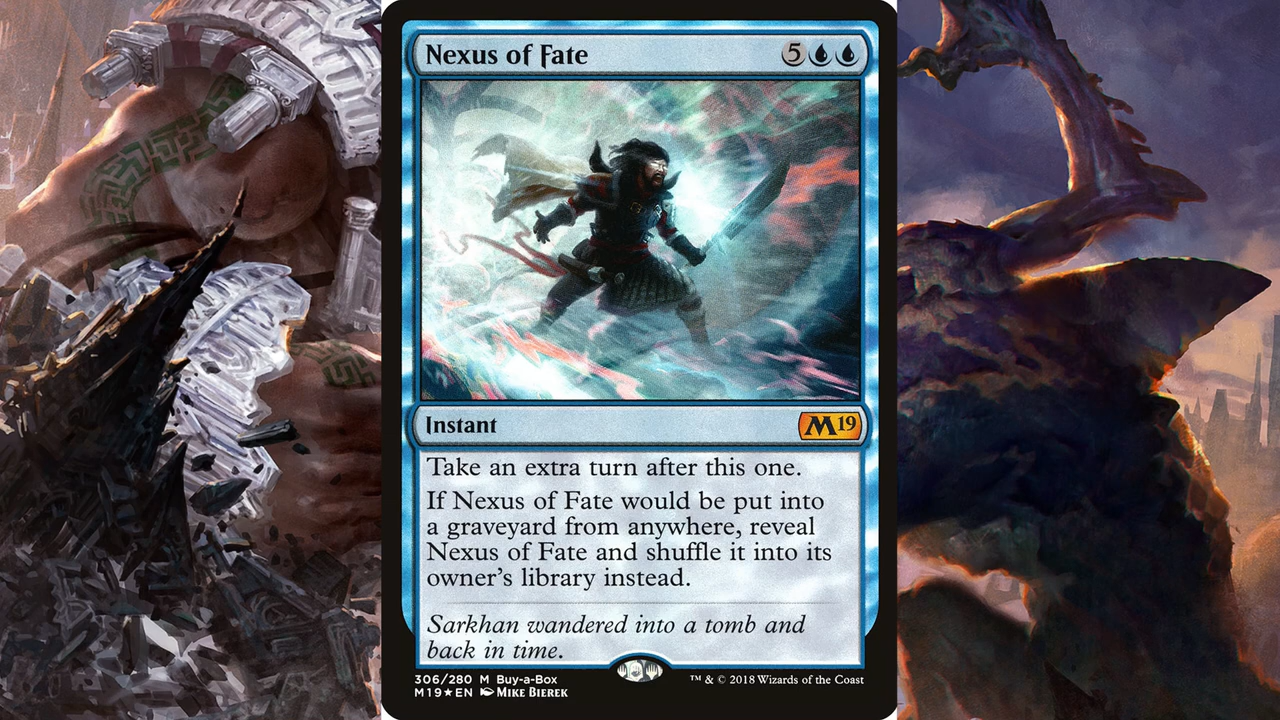 Nexus of Fate 5
Instant M19
Take an extra turn after this one.
If Nexus of Fate would be put into
a graveyard from anywhere, reveal
Nexus of Fate and shuffle it into its
owner's library instead.
Sarkhan wandered into a tomb and
back in time.
306/280 M Buy-a-Box
M19★EN Mike Bierek
™ & © 2018 Wizards of the Coast